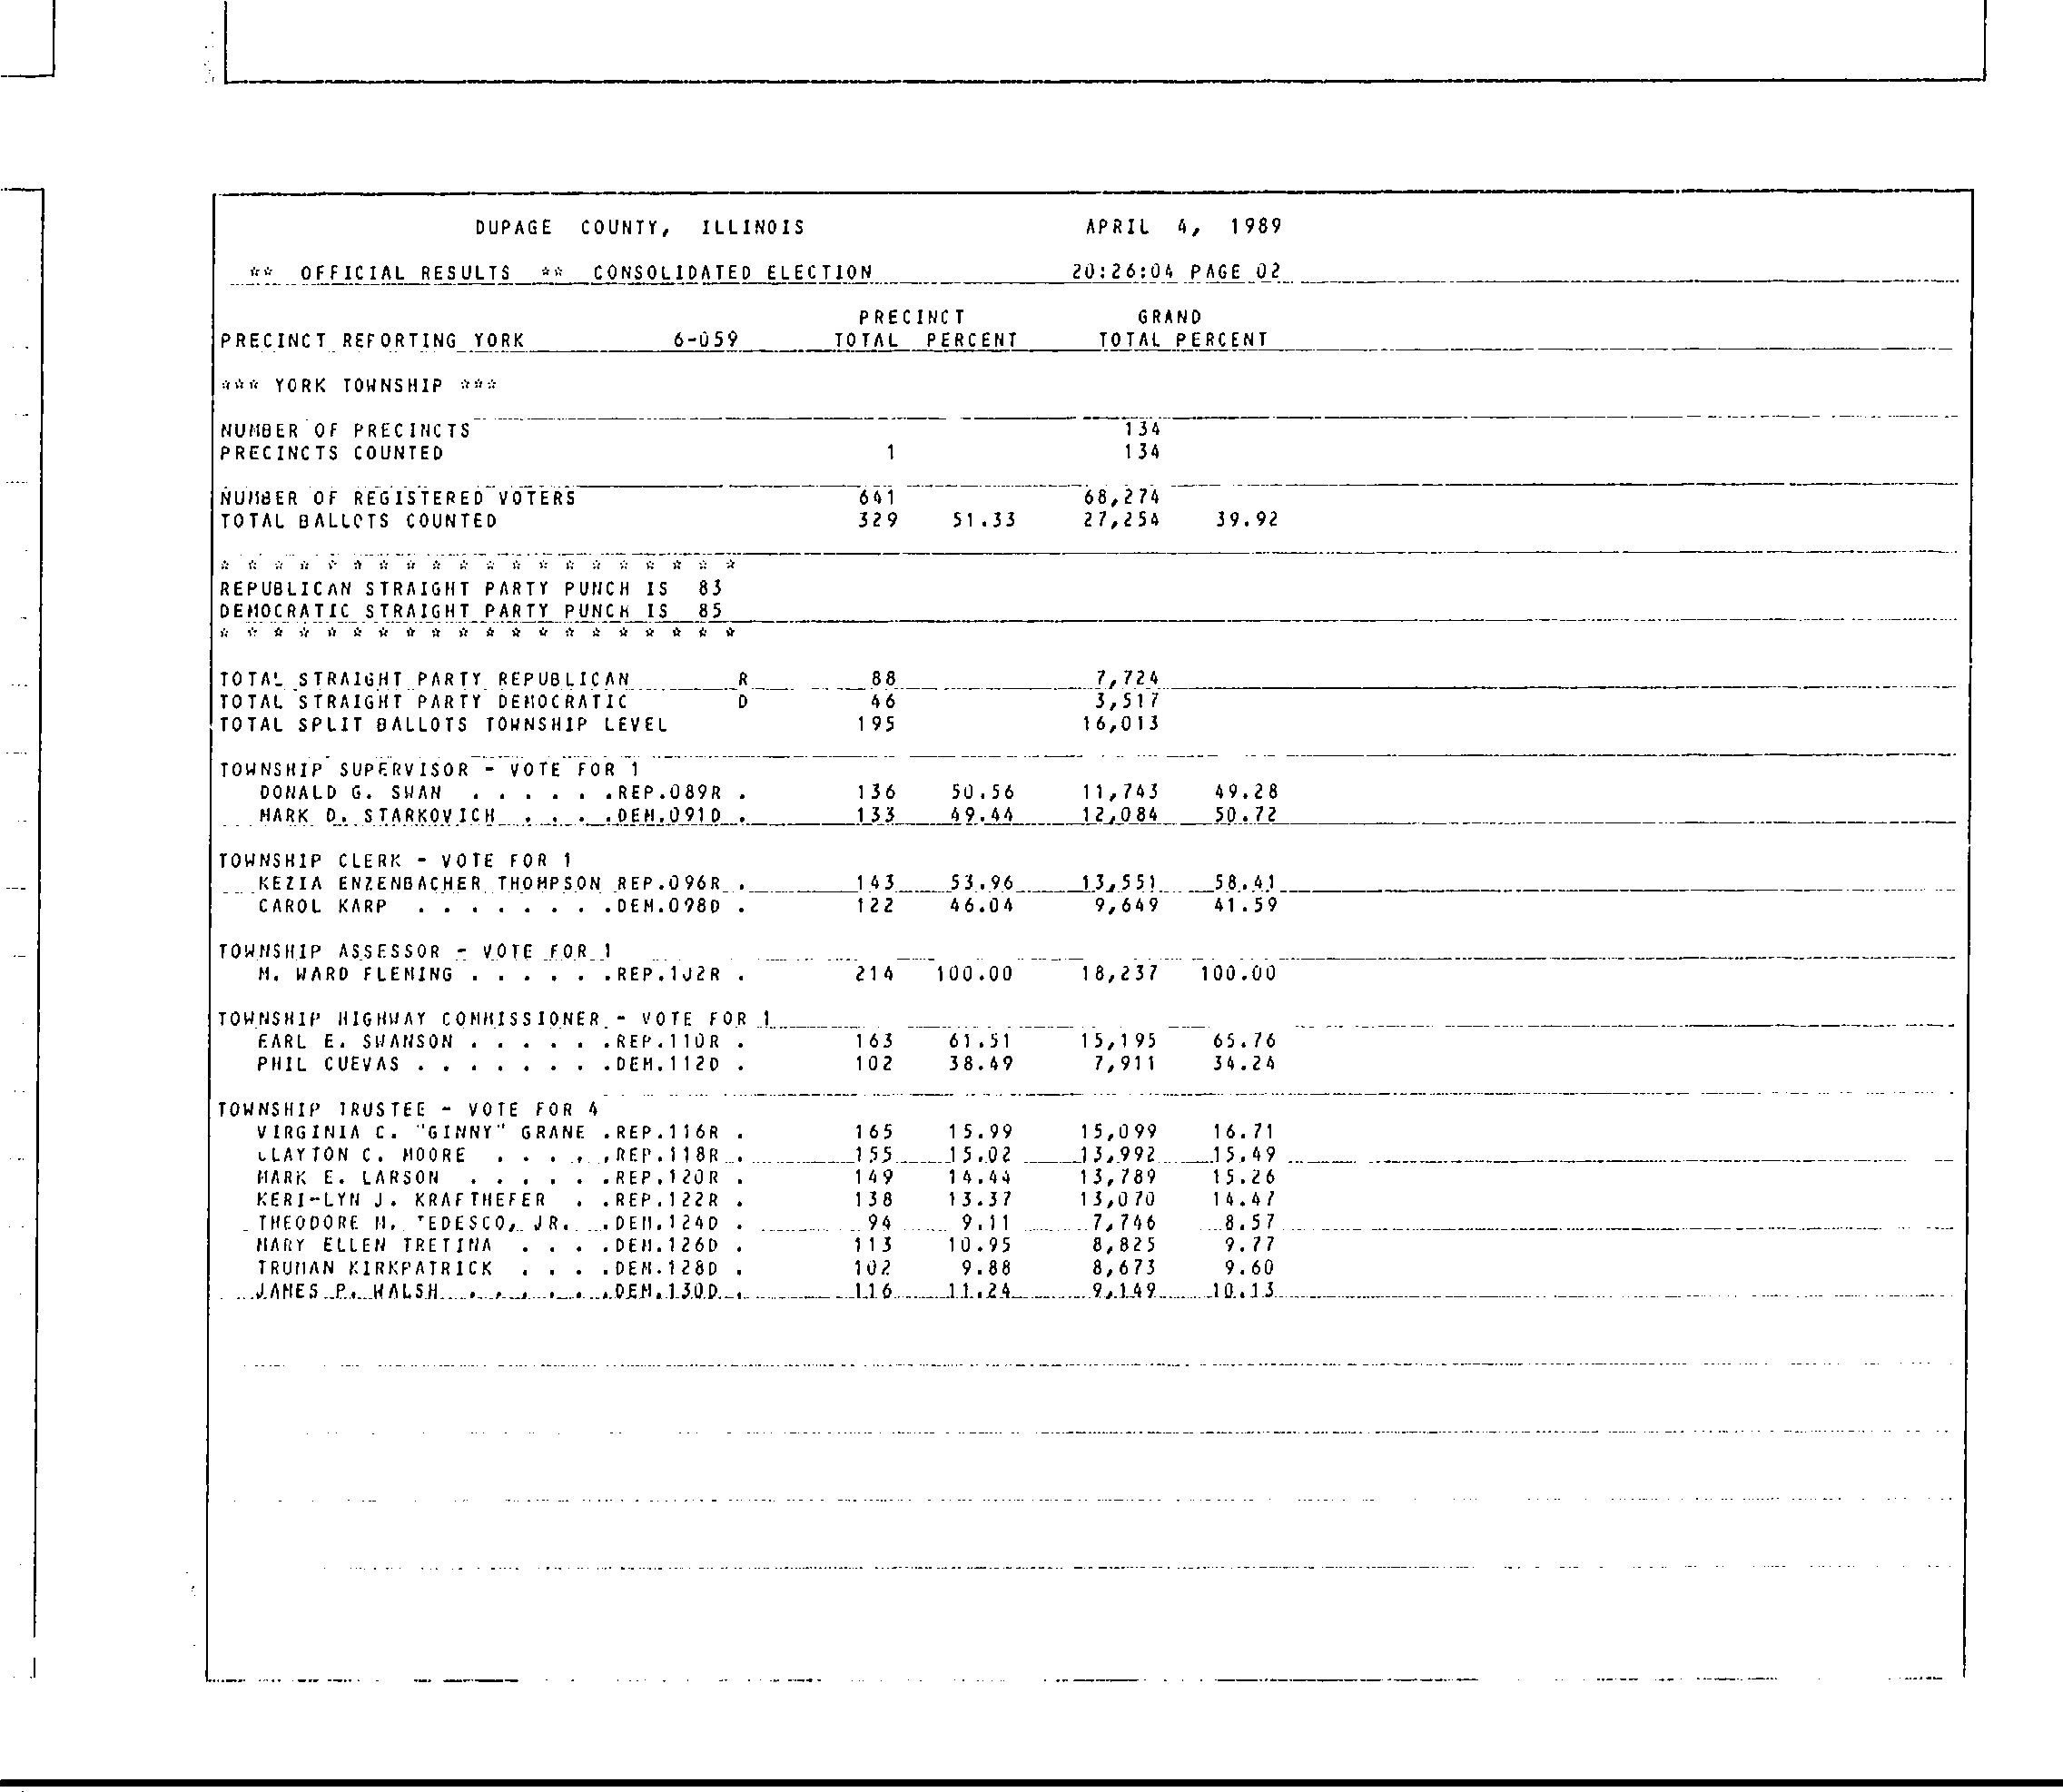 DUPAGE COUNTY, ILLINOIS APRIL 4, 1989
** OFFICIAL RESULTS ** CONSOLIDATED ELECTION 20:26:04 PAGE 02
PRECINCT GRAND
PRECINCT REPORTING YORK 6-059 TOTAL PERCENT TOTAL PERCENT
*** YORK TOWNSHIP ***
NUMBER OF PRECINCTS 134
PRECINCTS COUNTED 1 134
NUMBER OF REGISTERED VOTERS 641 68,274
TOTAL BALLOTS COUNTED 329 51.33 27,254 39.92
* * * * * * * * * * * * * * * * * * * *
REPUBLICAN STRAIGHT PARTY PUNCH IS 83
DEMOCRATIC STRAIGHT PARTY PUNCH IS 85
* * * * * * * * * * * * * * * * * * * *
TOTAL STRAIGHT PARTY REPUBLICAN R 88 7,724
TOTAL STRAIGHT PARTY DEMOCRATIC D 46 3,517
TOTAL SPLIT BALLOTS TOWNSHIP LEVEL 195 16,013
TOWNSHIP SUPERVISOR - VOTE FOR 1
DONALD G. SWAN . . . . . .REP.089R . 136 50.56 11,743 49.28
MARK D. STARKOVICH . . . .DEM.091D . 133 49.44 12,084 50.72
TOWNSHIP CLERK - VOTE FOR 1
KEZIA ENZENBACHER THOMPSON REP.096R . 143 53.96 13,551 58.41
CAROL KARP . . . . . . . .DEM.098D . 122 46.04 9,649 41.59
TOWNSHIP ASSESSOR - VOTE FOR 1
M. WARD FLEMING . . . . . .REP.102R . 214 100.00 18,237 100.00
TOWNSHIP HIGHWAY COMMISSIONER - VOTE FOR 1
EARL E. SWANSON . . . . . .REP.110R . 163 61.51 15,195 65.76
PHIL CUEVAS . . . . . . . .DEM.112D . 102 38.49 7,911 34.24
TOWNSHIP TRUSTEE - VOTE FOR 4
VIRGINIA C. "GINNY" GRANE .REP.116R . 165 15.99 15,099 16.71
CLAYTON C. MOORE . . . . .REP.118R . 155 15.02 13,992 15.49
MARK E. LARSON . . . . . .REP.120R . 149 14.44 13,789 15.26
KERI-LYN J. KRAFTHEFER . .REP.122R . 138 13.37 13,070 14.47
THEODORE M. TEDESCO, JR. .DEM.124D . 94 9.11 7,746 8.57
MARY ELLEN TRETINA . . . .DEM.126D . 113 10.95 8,825 9.77
TRUMAN KIRKPATRICK . . . .DEM.128D . 102 9.88 8,673 9.60
JAMES P. WALSH . . . . . .DEM.130D . 116 11.24 9,149 10.13